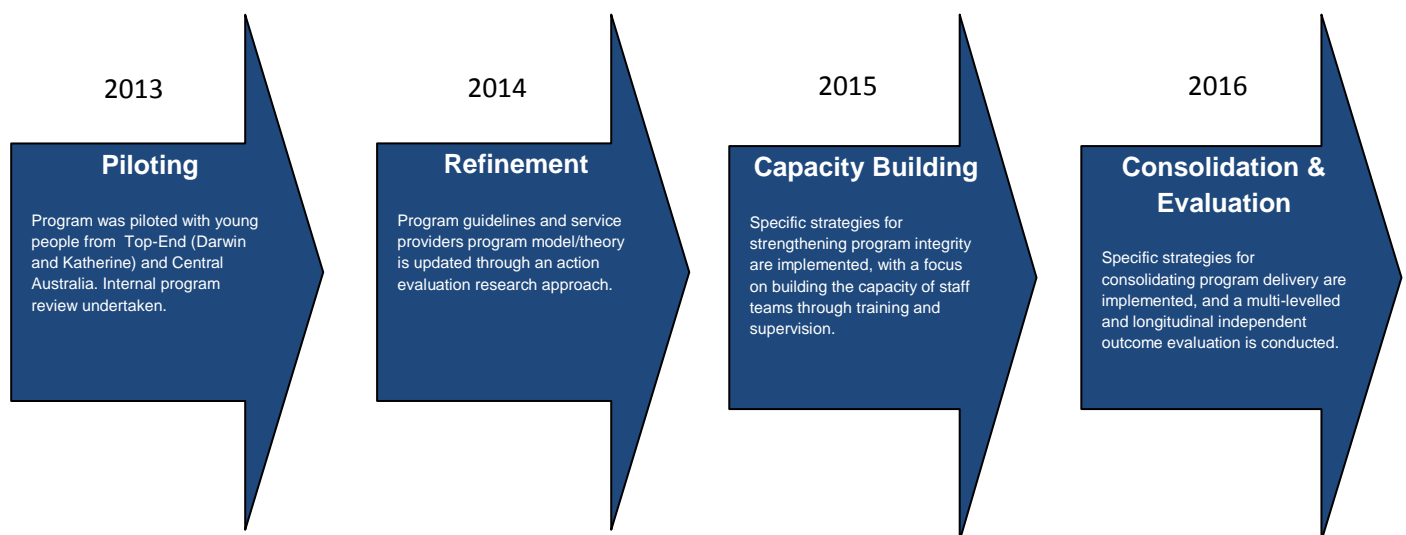 2013
Piloting
Program was piloted with young
people from Top-End (Darwin
and Katherine) and Central
Australia. Internal program
review undertaken.
2014
Refinement
Program guidelines and service
providers program model/theory
is updated through an action
evaluation research approach.
2015
Capacity Building
Specific strategies for
strengthening program integrity
are implemented, with a focus
on building the capacity of staff
teams through training and
supervision.
2016
Consolidation &
Evaluation
Specific strategies for
consolidating program delivery are
implemented, and a multi-levelled
and longitudinal independent
outcome evaluation is conducted.